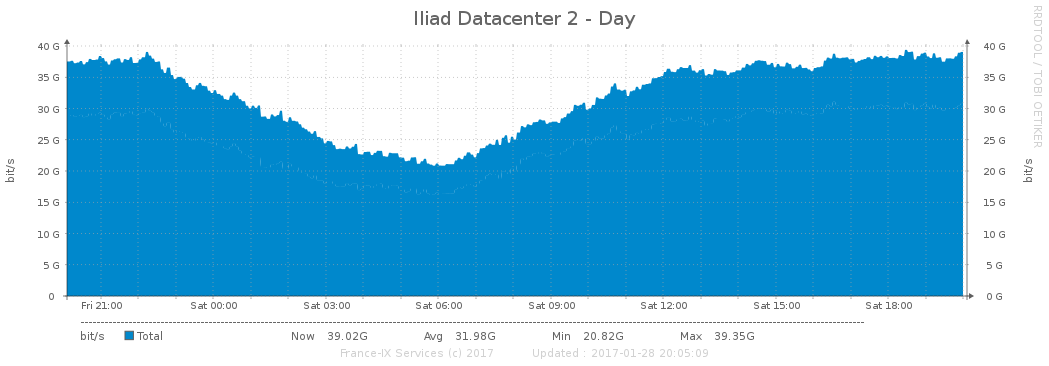 Iliad Datacenter 2 - Day
RRDTOOL / TOBI OETIKER
40 G 40 G
35 G 35 G
30 G 30 G
25 G 25 G
20 G 20 G
15 G 15 G
10 G 10 G
5 G 5 G
0 0 G
bit/s bit/s
Fri 21:00 Sat 00:00 Sat 03:00 Sat 06:00 Sat 09:00 Sat 12:00 Sat 15:00 Sat 18:00
bit/s Total Now 39.02G Avg 31.98G Min 20.82G Max 39.35G
France-IX Services (c) 2017 Updated : 2017-01-28 20:05:09